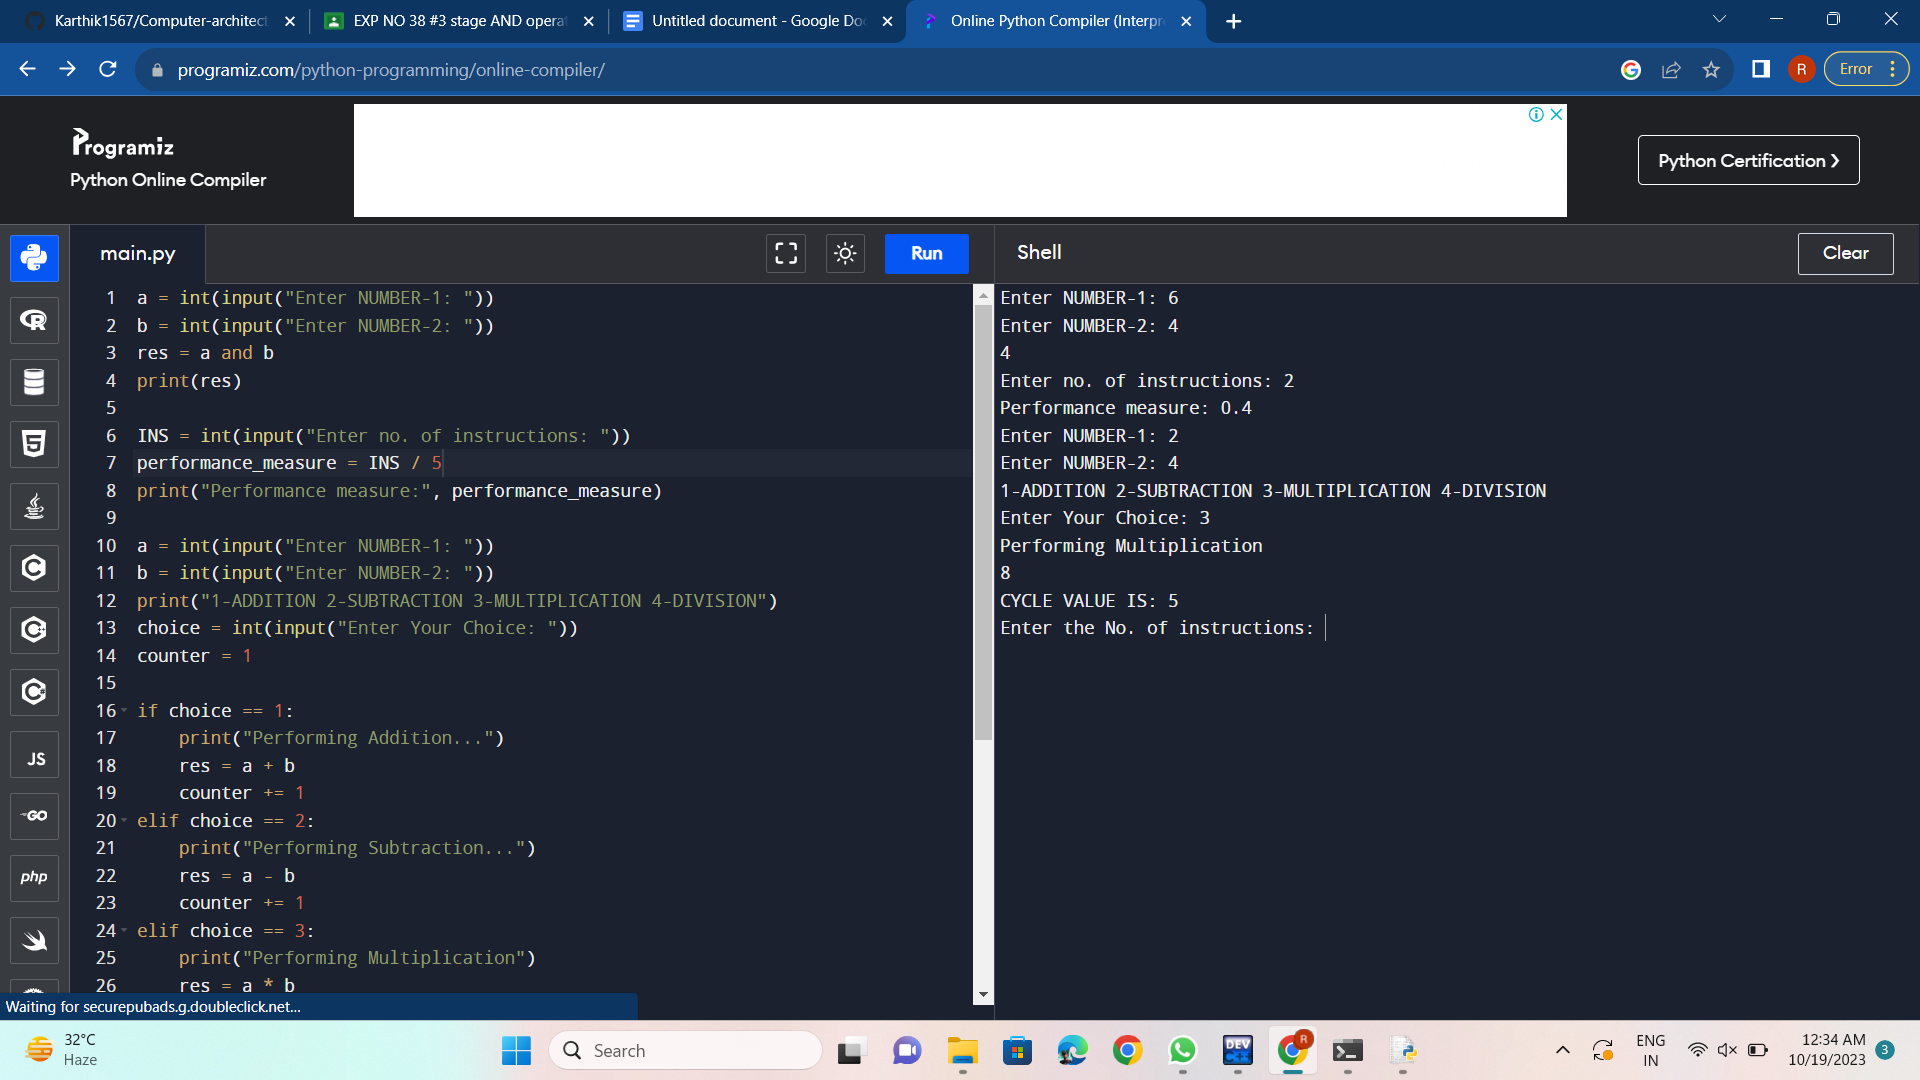 Karthik1567/Computer-architect
EXP NO 38 #3 stage AND opera
Untitled document - Google Do
Online Python Compiler (Interpr
programiz.com/python-programming/online-compiler/
R
Error
Programiz
Python Online Compiler
Python Certification
main.py
Run
Shell
Clear
1 a = int(input("Enter NUMBER-1: "))
2 b = int(input("Enter NUMBER-2: "))
3 res = a and b
4 print(res)
5
6 INS = int(input("Enter no. of instructions: "))
7 performance_measure = INS / 5
8 print("Performance measure:", performance_measure)
9
10 a = int(input("Enter NUMBER-1: "))
11 b = int(input("Enter NUMBER-2: "))
12 print("1-ADDITION 2-SUBTRACTION 3-MULTIPLICATION 4-DIVISION")
13 choice = int(input("Enter Your Choice: "))
14 counter = 1
15
16 if choice == 1:
17 print("Performing Addition...")
18 res = a + b
19 counter += 1
20 elif choice == 2:
21 print("Performing Subtraction...")
22 res = a - b
23 counter += 1
24 elif choice == 3:
25 print("Performing Multiplication")
26 res = a * b
Enter NUMBER-1: 6
Enter NUMBER-2: 4
4
Enter no. of instructions: 2
Performance measure: 0.4
Enter NUMBER-1: 2
Enter NUMBER-2: 4
1-ADDITION 2-SUBTRACTION 3-MULTIPLICATION 4-DIVISION
Enter Your Choice: 3
Performing Multiplication
8
CYCLE VALUE IS: 5
Enter the No. of instructions:
JS
GO
php
Waiting for securepubads.g.doubleclick.net...
32°C
Haze
Search
DEV
R
ENG
IN
12:34 AM
10/19/2023
3